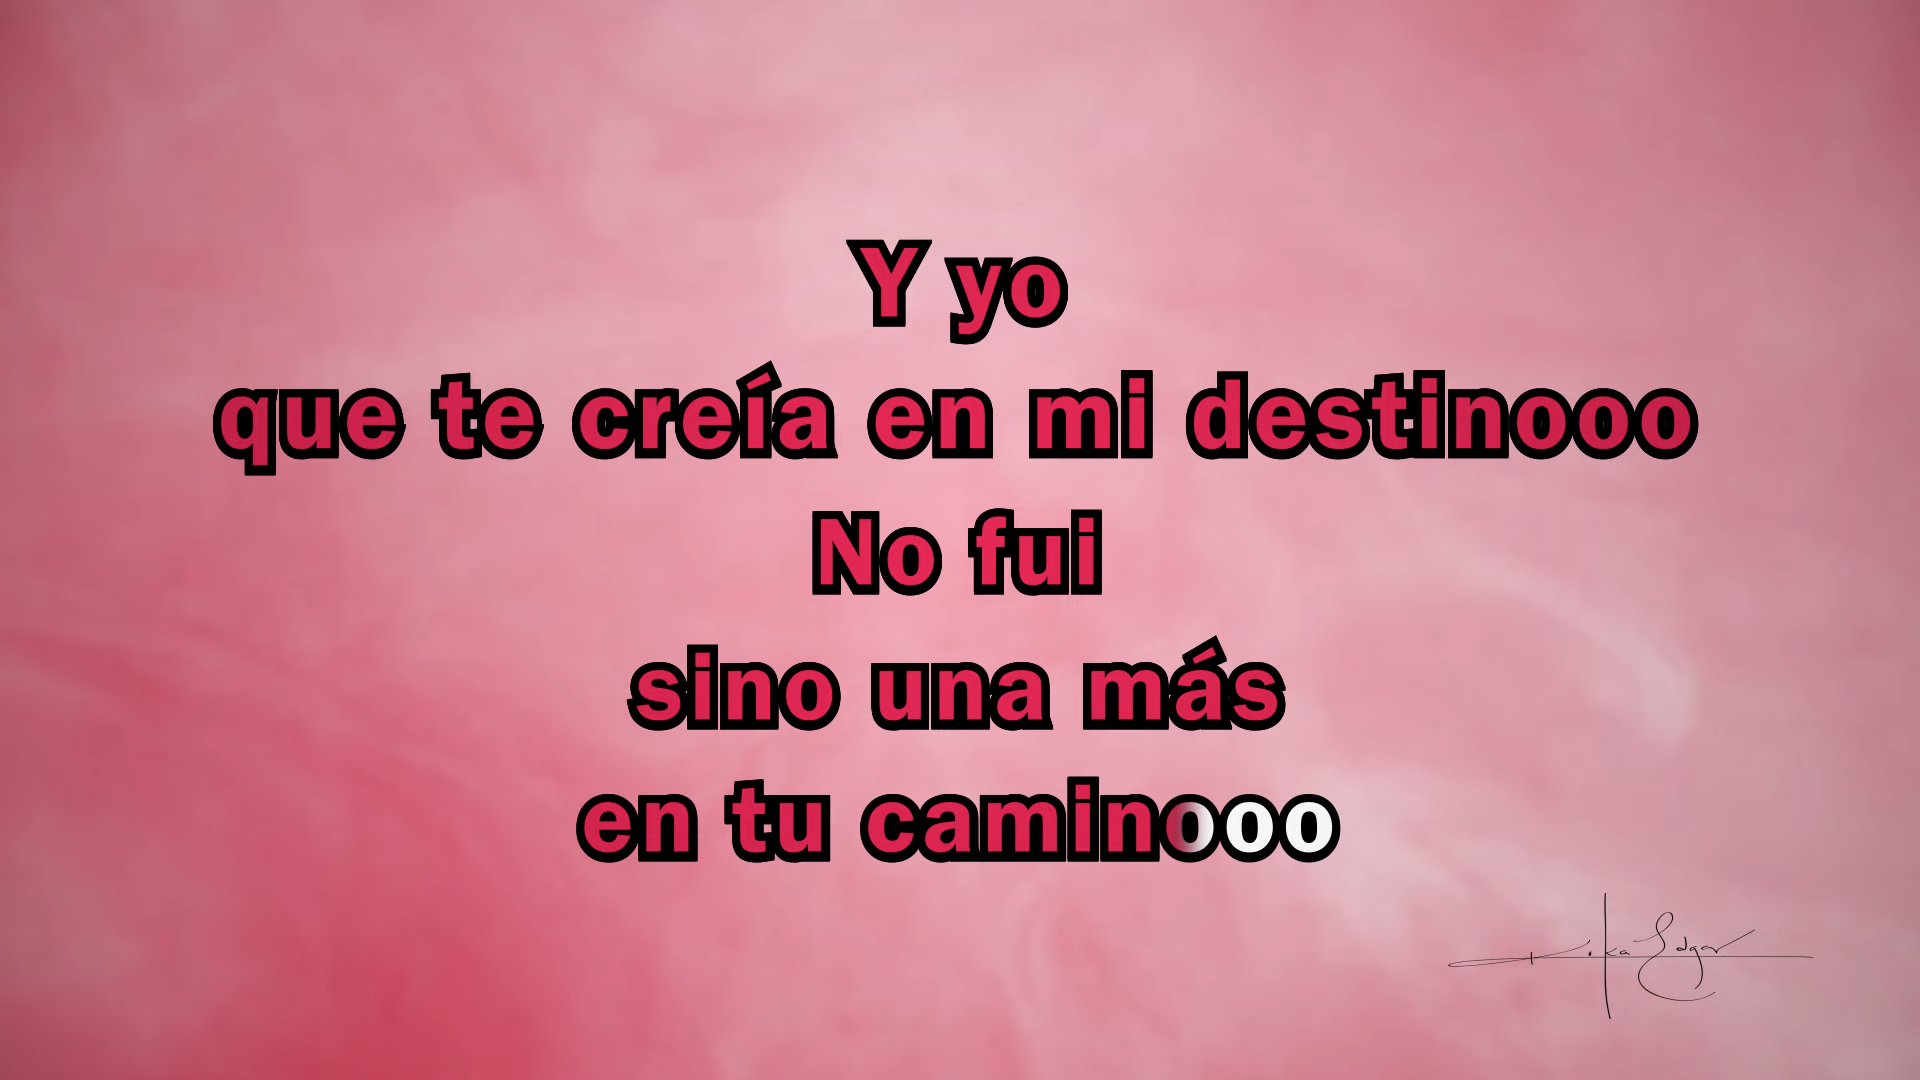 Y yo
que te creía en mi destinooo
No fui
sino una más
en tu caminooo